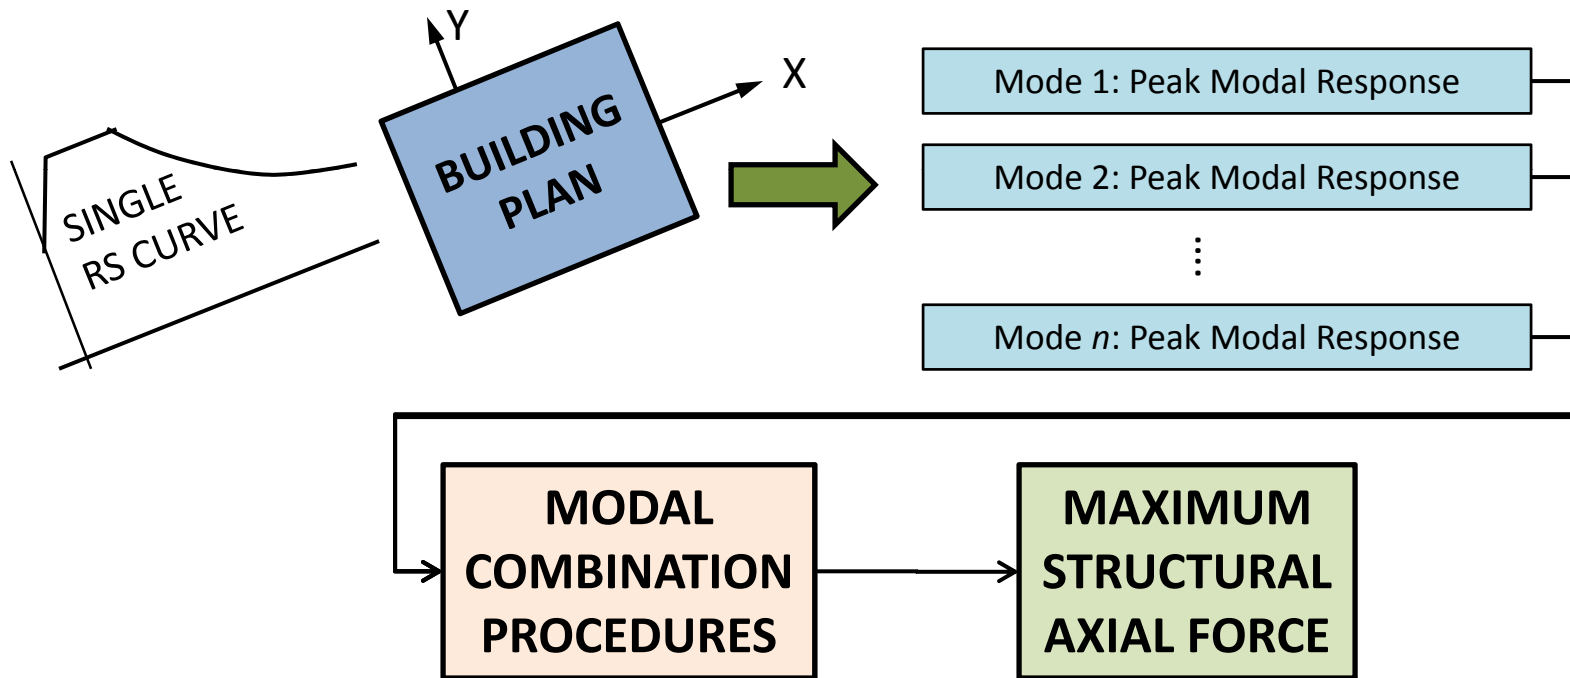 Y
X
BUILDING
PLAN
SINGLE
RS CURVE
Mode 1: Peak Modal Response
Mode 2: Peak Modal Response
Mode n: Peak Modal Response
MODAL
COMBINATION
PROCEDURES
MAXIMUM
STRUCTURAL
AXIAL FORCE